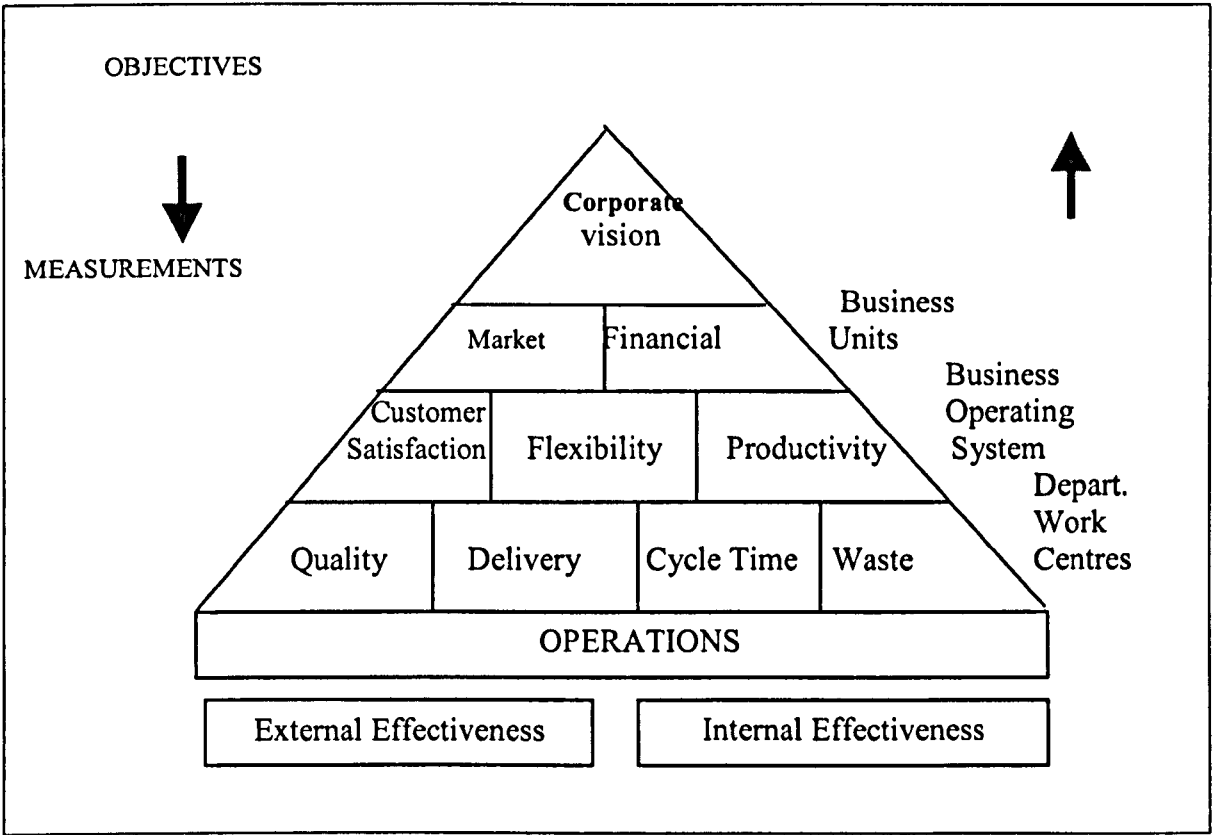 OBJECTIVES
MEASUREMENTS
Corporate
vision
Market
Financial
Business
Units
Customer
Satisfaction
Flexibility
Productivity
Business
Operating
System
Quality
Delivery
Cycle Time
Waste
Depart.
Work
Centres
OPERATIONS
External Effectiveness
Internal Effectiveness